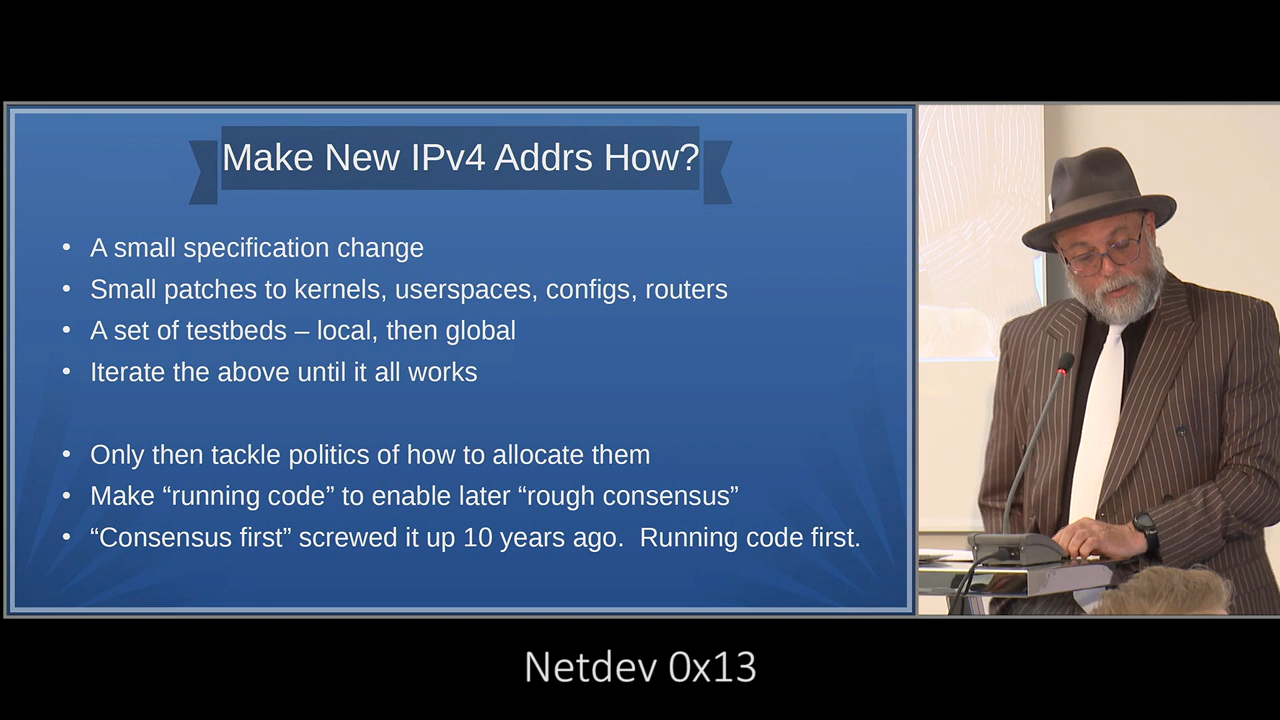 Make New IPv4 Addrs How?
• A small specification change
• Small patches to kernels, userspaces, configs, routers
• A set of testbeds – local, then global
• Iterate the above until it all works
• Only then tackle politics of how to allocate them
• Make “running code” to enable later “rough consensus”
• “Consensus first” screwed it up 10 years ago.  Running code first.
Netdev 0x13